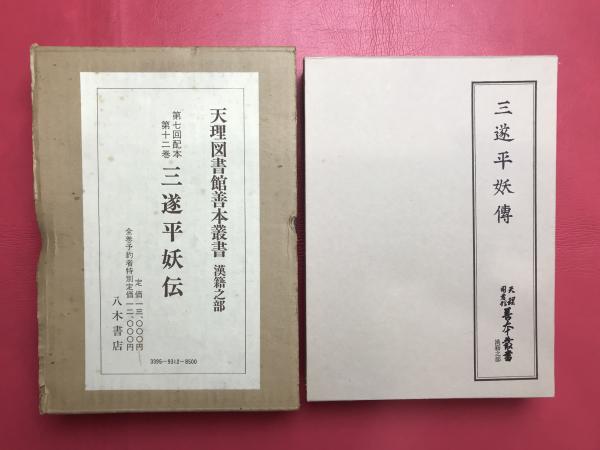 天理図書館善本叢書 漢籍之部
第七回配本
第十二巻
三遂平妖伝
定価一三、〇〇〇円
全巻予約者特別定価一二、〇〇〇円
八木書店
3395-9312-8500
三遂平妖傳
天理
図書館
善本叢書
漢籍之部